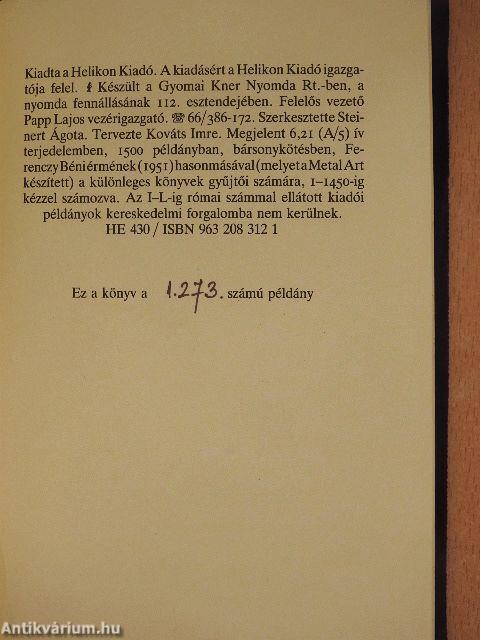 Kiadta a Helikon Kiadó. A kiadásért a Helikon Kiadó igazga-
tója felel. Készült a Gyomai Kner Nyomda Rt.-ben, a
nyomda fennállásának 112. esztendejében. Felelős vezető
Papp Lajos vezérigazgató. ☎ 66/386-172. Szerkesztette Stei-
nert Ágota. Tervezte Kováts Imre. Megjelent 6,21 (A/5) ív
terjedelemben, 1500 példányban, bársonykötésben, Fe-
renczy Béni érmének (1951) hasonmásával (melyet a Metal Art
készített) a különleges könyvek gyűjtői számára, 1–1450-ig
kézzel számozva. Az I–L-ig római számmal ellátott kiadói
példányok kereskedelmi forgalomba nem kerülnek.
HE 430 / ISBN 963 208 312 1
Ez a könyv a 1.273. számú példány
Antikvárium.hu